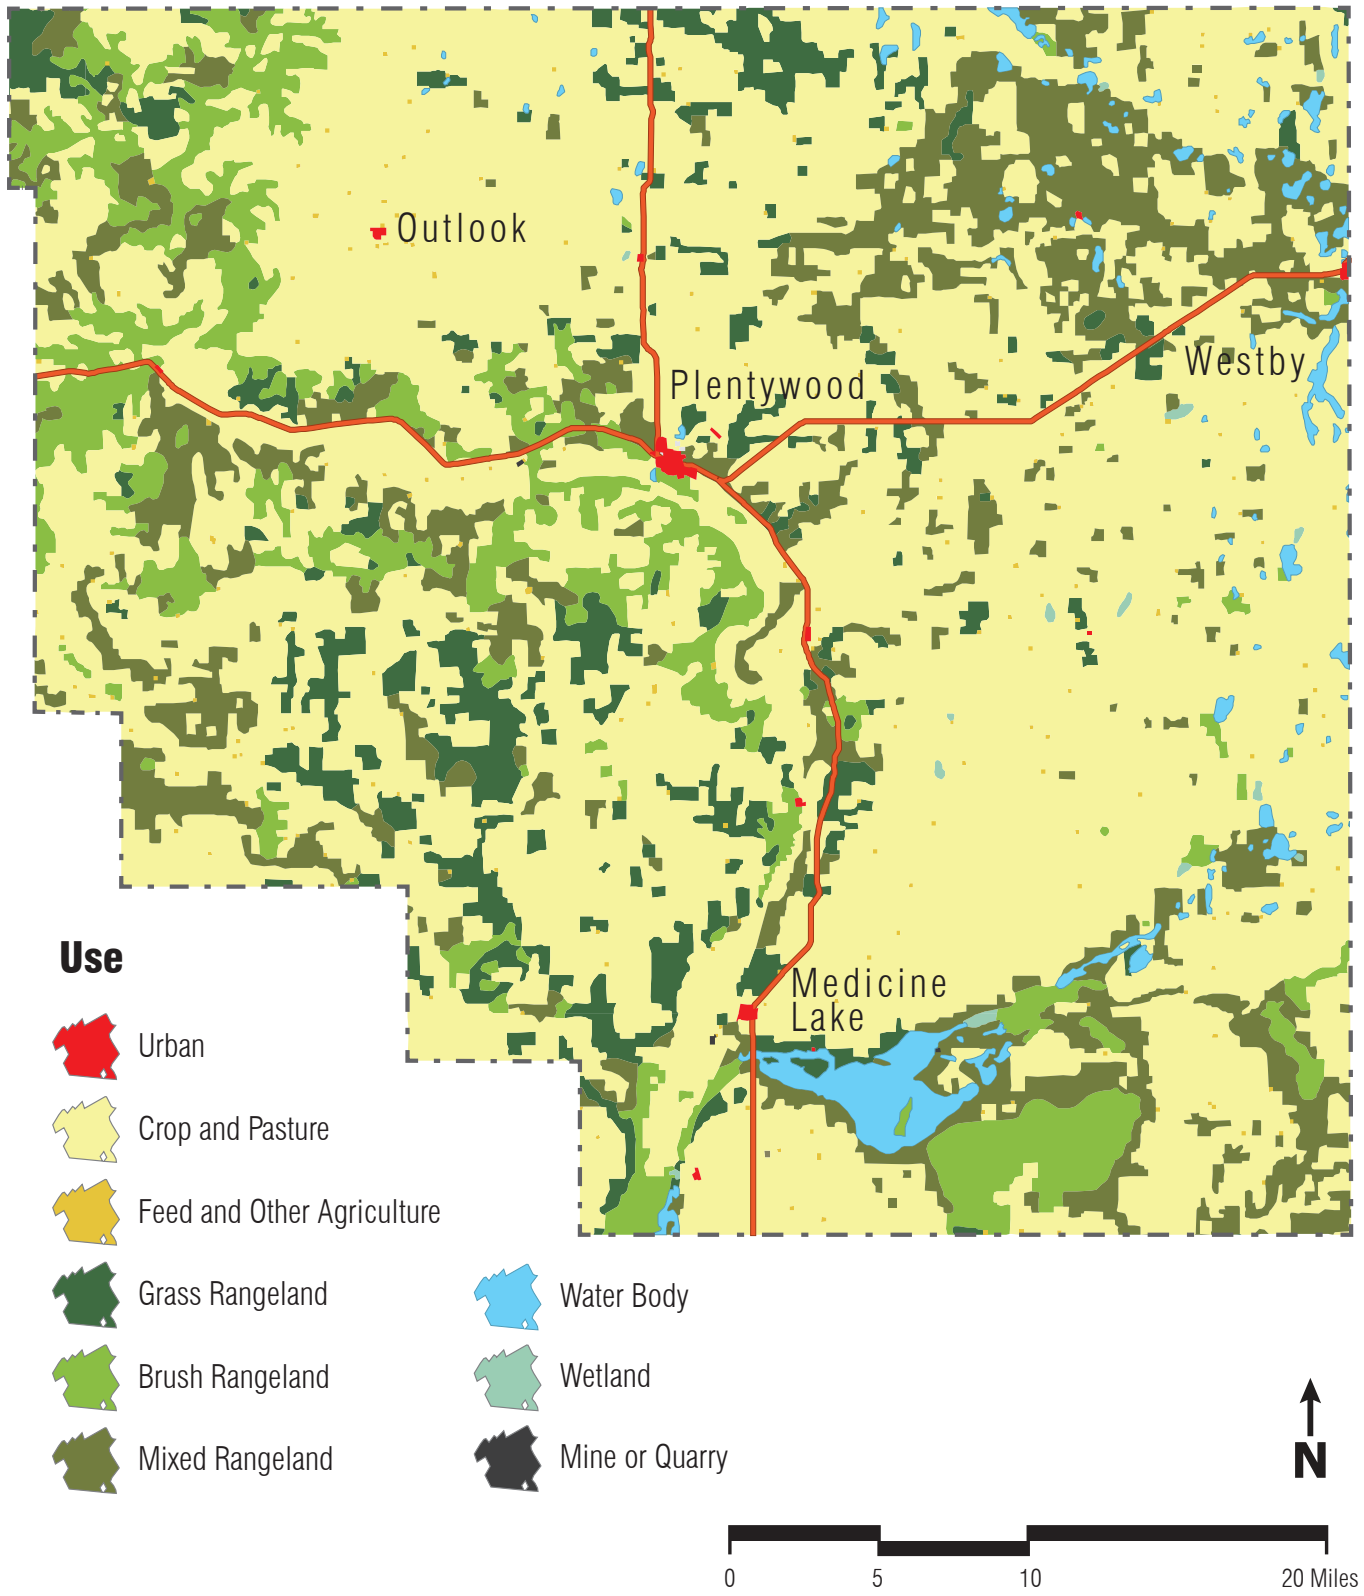 Outlook
Plentywood
Westby
Medicine
Lake
Use
Urban
Crop and Pasture
Feed and Other Agriculture
Grass Rangeland
Brush Rangeland
Mixed Rangeland
Water Body
Wetland
Mine or Quarry
N
0 5 10 20 Miles